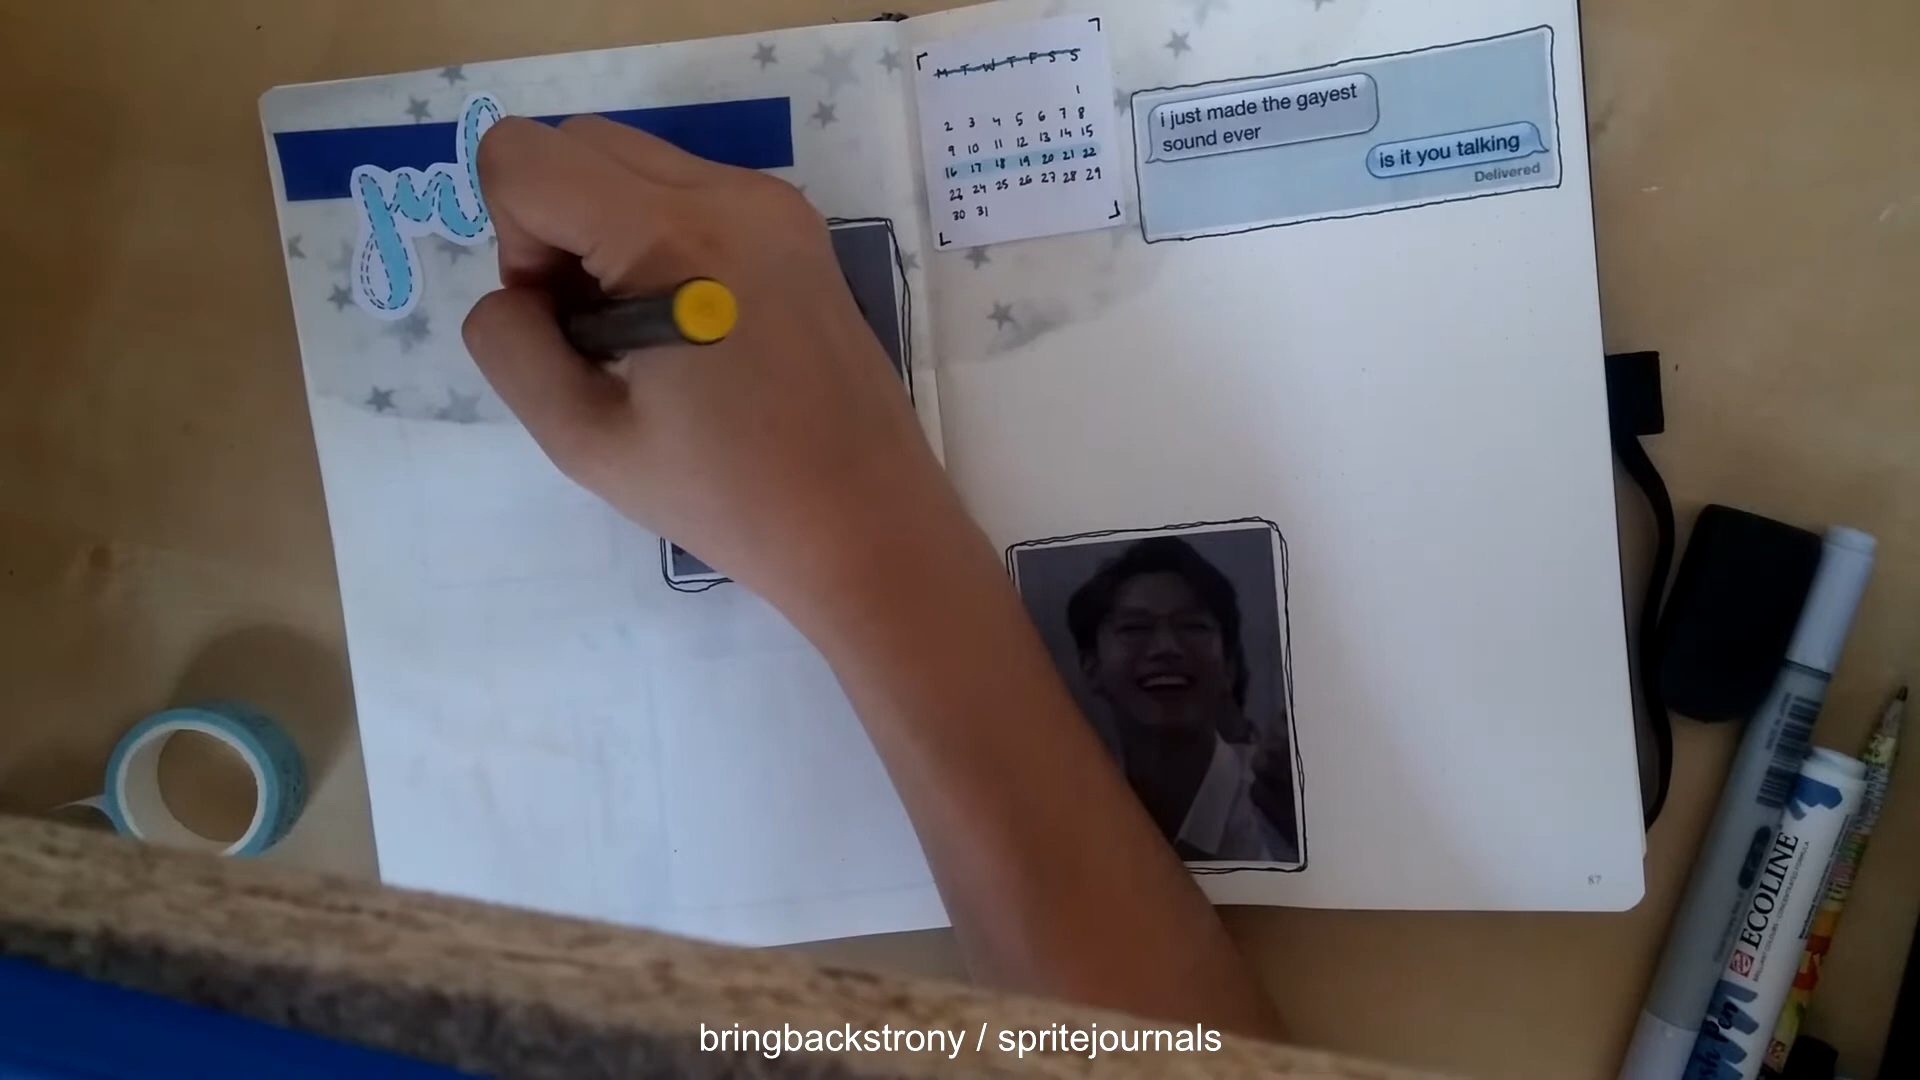 jul
M T W T F S S
1
2 3 4 5 6 7 8
9 10 11 12 13 14 15
16 17 18 19 20 21 22
23 24 25 26 27 28 29
30 31
i just made the gayest
sound ever
is it you talking
Delivered
87
ECOLINE
sh Pen
bringbackstrony / spritejournals